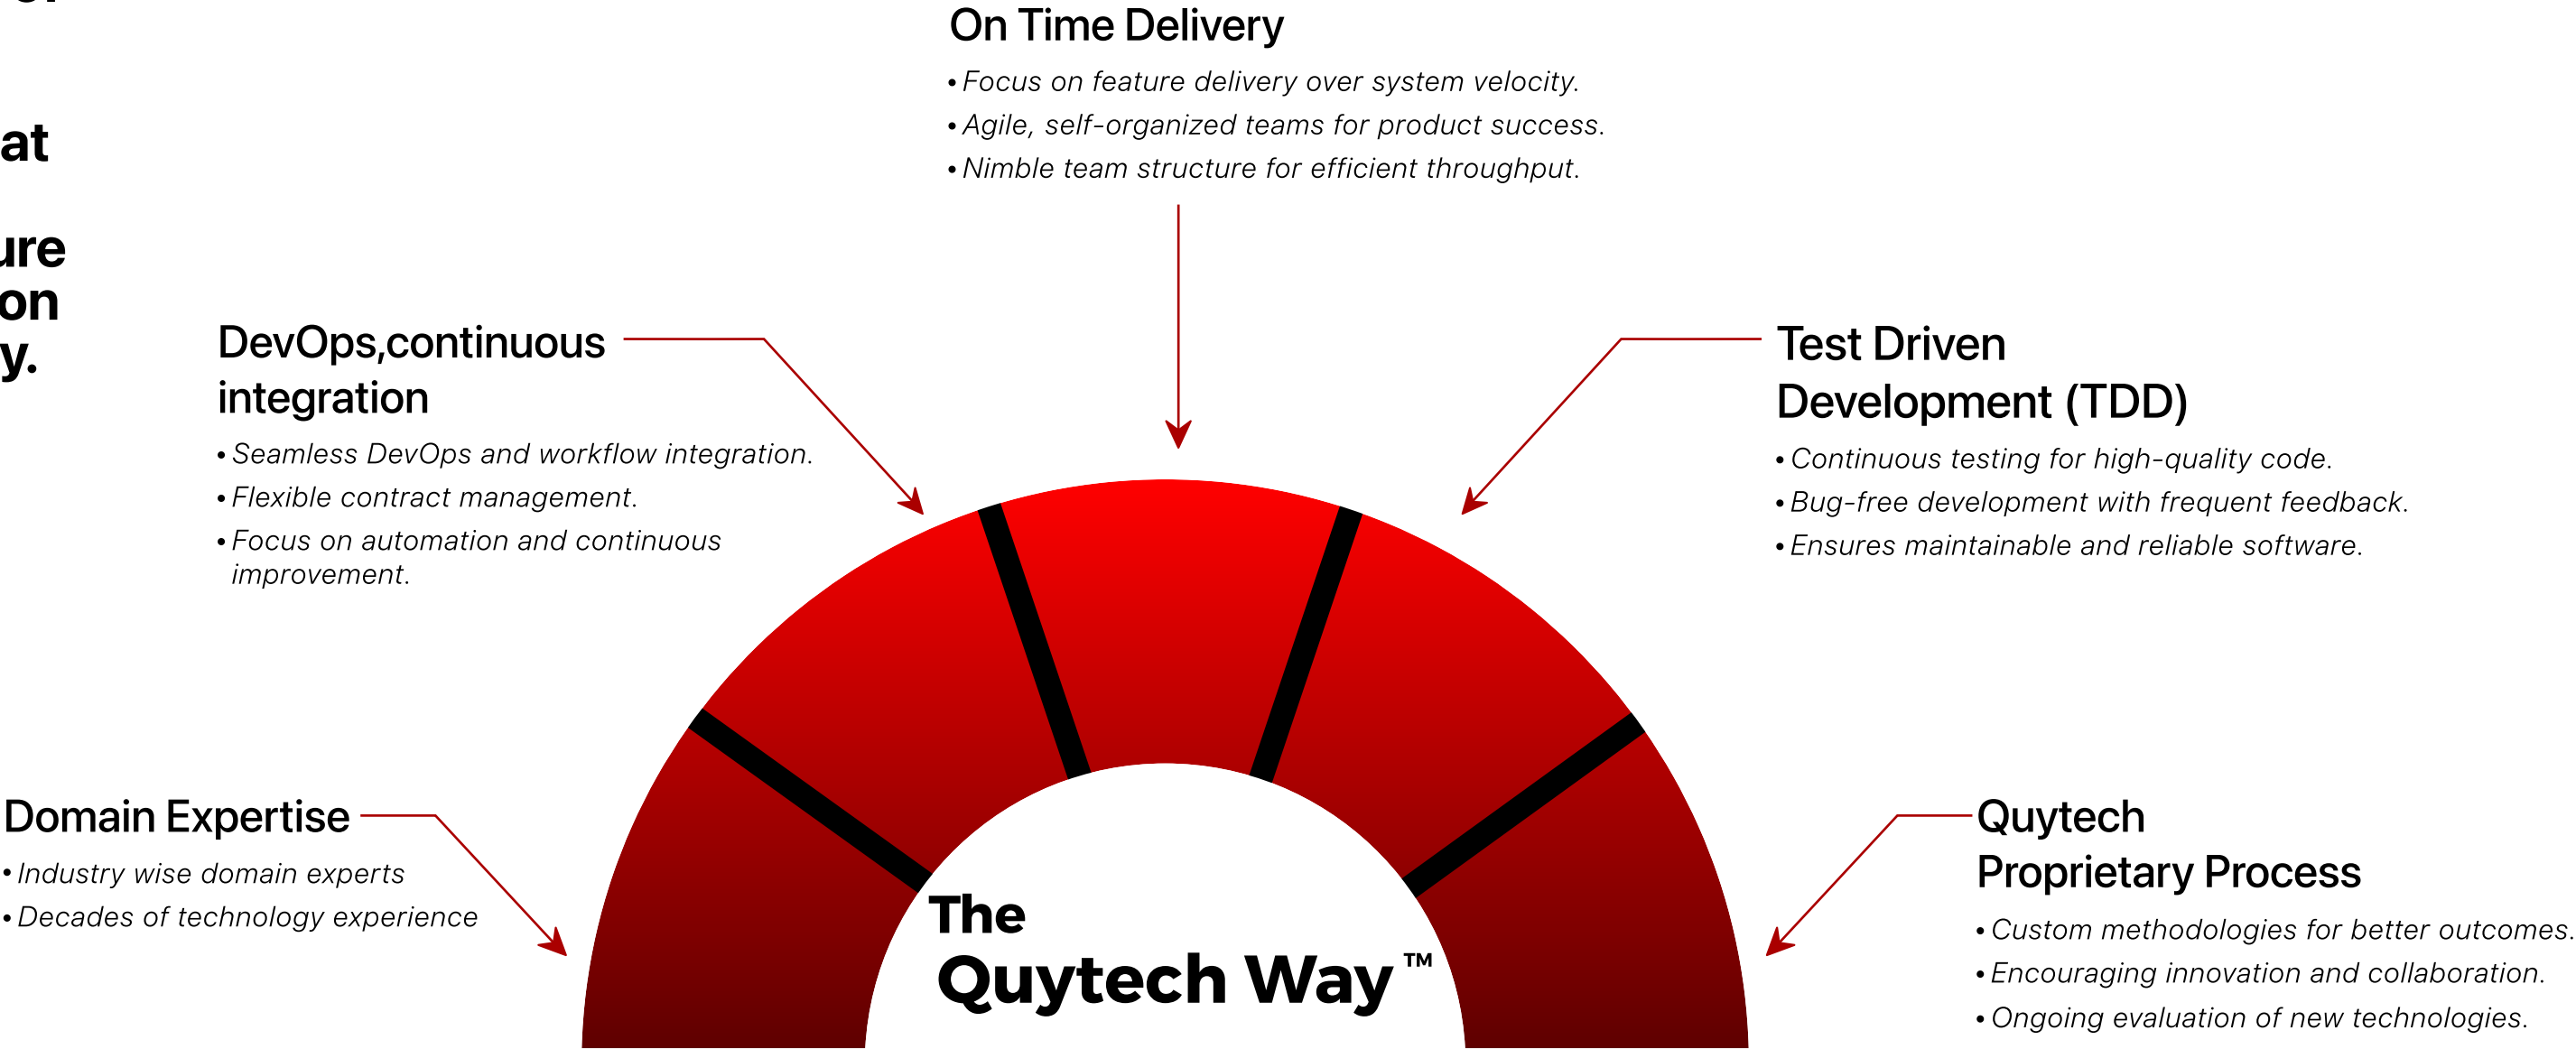 at
on
y.
On Time Delivery
• Focus on feature delivery over system velocity.
• Agile, self-organized teams for product success.
• Nimble team structure for efficient throughput.
DevOps,continuous
integration
• Seamless DevOps and workflow integration.
• Flexible contract management.
• Focus on automation and continuous
improvement.
Test Driven
Development (TDD)
• Continuous testing for high-quality code.
• Bug-free development with frequent feedback.
• Ensures maintainable and reliable software.
Domain Expertise
• Industry wise domain experts
• Decades of technology experience
The
Quytech Way™
Quytech
Proprietary Process
• Custom methodologies for better outcomes.
• Encouraging innovation and collaboration.
• Ongoing evaluation of new technologies.